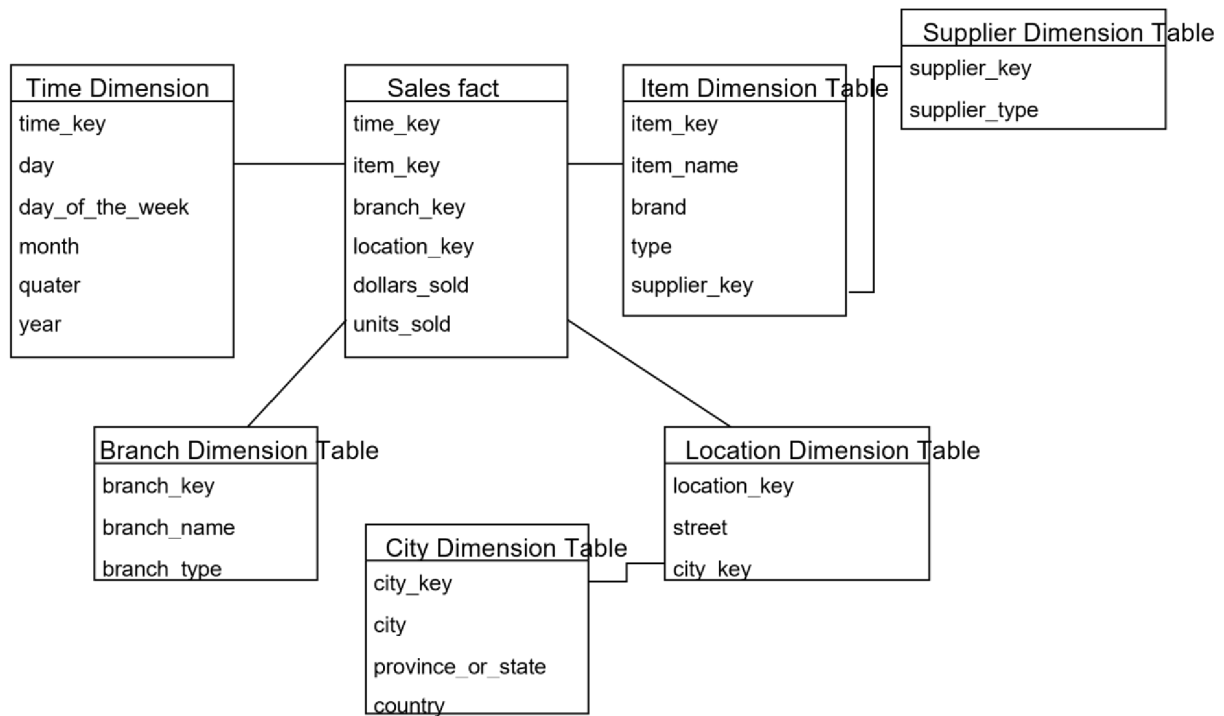 Supplier Dimension Table
supplier_key
supplier_type
Time Dimension
time_key
day
day_of_the_week
month
quater
year
Sales fact
time_key
item_key
branch_key
location_key
dollars_sold
units_sold
Item Dimension Table
item_key
item_name
brand
type
supplier_key
Branch Dimension Table
branch_key
branch_name
branch_type
City Dimension Table
city_key
city
province_or_state
country
Location Dimension Table
location_key
street
city_key